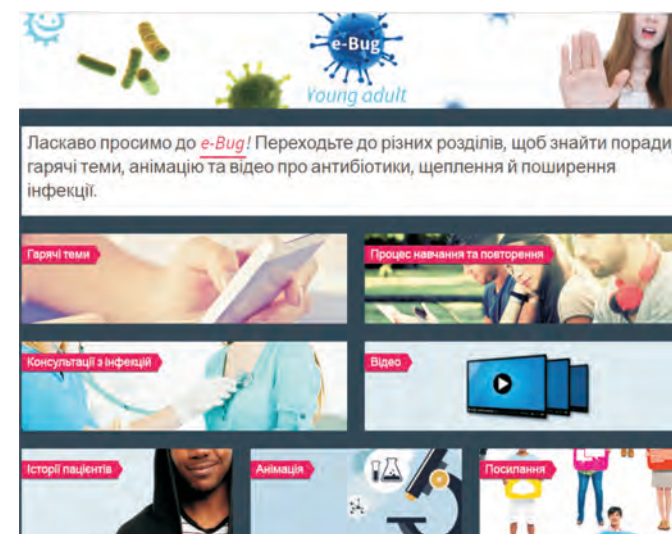 e-Bug
Young adult
Ласкаво просимо до e-Bug! Переходьте до різних розділів, щоб знайти поради
гарячі теми, анімацію та відео про антибіотики, щеплення й поширення
інфекції.
Гарячі теми
Процес навчання та повторення
Консультації з інфекцій
Відео
Історії пацієнтів
Анімація
Посилання